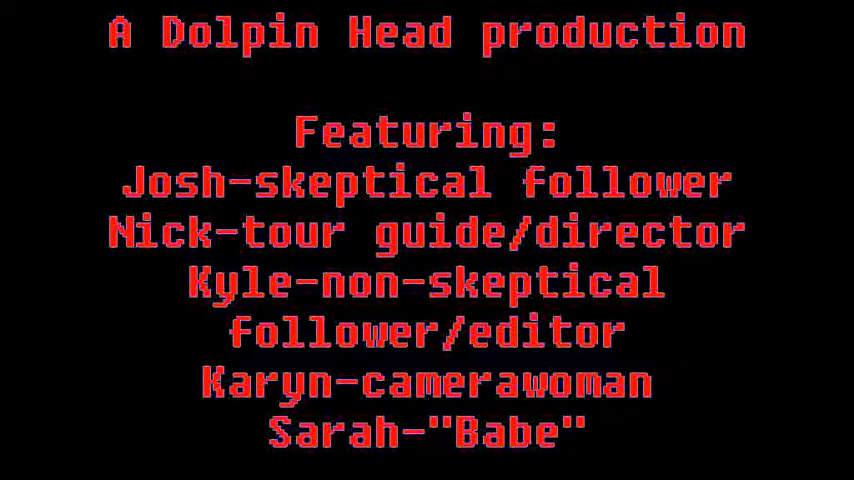 A Dolpin Head production
Featuring:
Josh-skeptical follower
Nick-tour guide/director
Kyle-non-skeptical
follower/editor
Karyn-camerawoman
Sarah-"Babe"